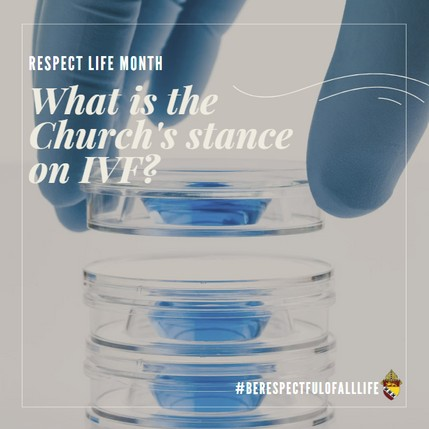 RESPECT LIFE MONTH
What is the
Church's stance
on IVF?
#BERESPECTFULOFALLLIFE